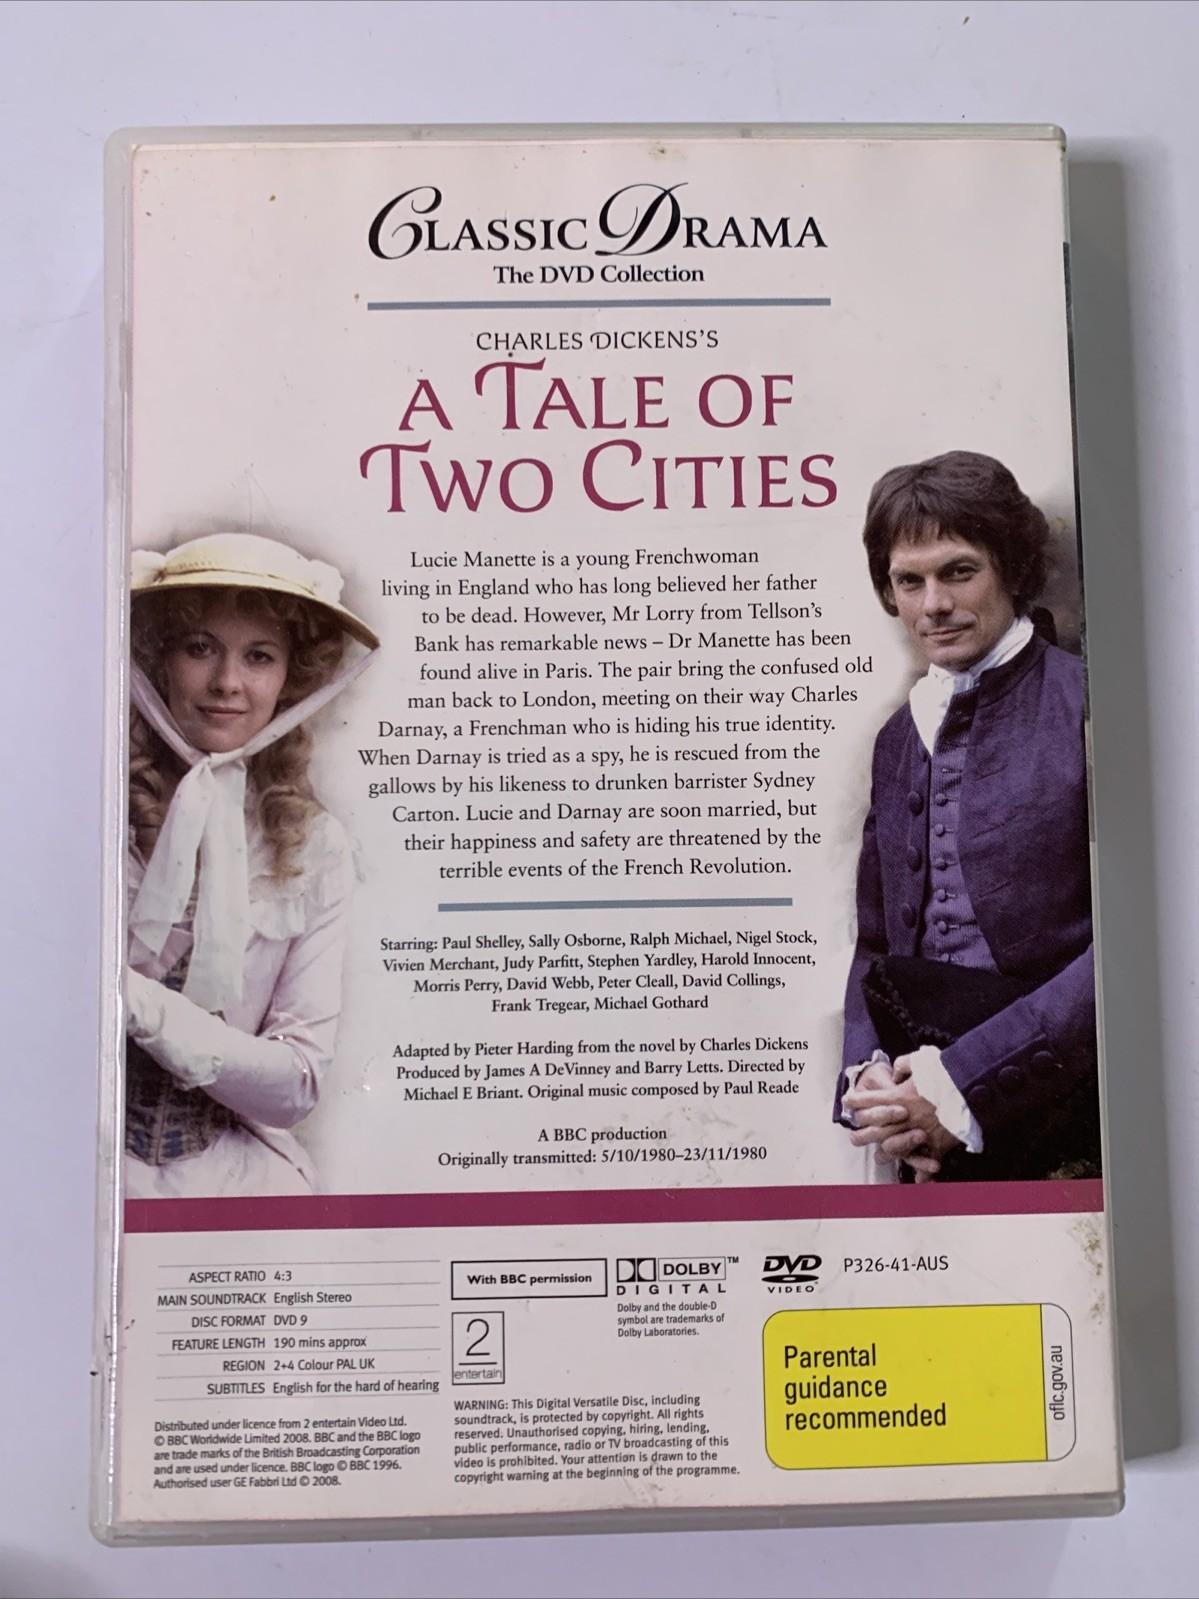 CLASSIC DRAMA
The DVD Collection
CHARLES DICKENS'S
A TALE OF
TWO CITIES
Lucie Manette is a young Frenchwoman
living in England who has long believed her father
to be dead. However, Mr Lorry from Tellson's
Bank has remarkable news – Dr Manette has been
found alive in Paris. The pair bring the confused old
man back to London, meeting on their way Charles
Darnay, a Frenchman who is hiding his true identity.
When Darnay is tried as a spy, he is rescued from the
gallows by his likeness to drunken barrister Sydney
Carton. Lucie and Darnay are soon married, but
their happiness and safety are threatened by the
terrible events of the French Revolution.
Starring: Paul Shelley, Sally Osborne, Ralph Michael, Nigel Stock,
Vivien Merchant, Judy Parfitt, Stephen Yardley, Harold Innocent,
Morris Perry, David Webb, Peter Cleall, David Collings,
Frank Tregear, Michael Gothard
Adapted by Pieter Harding from the novel by Charles Dickens
Produced by James A DeVinney and Barry Letts. Directed by
Michael E Briant. Original music composed by Paul Reade
A BBC production
Originally transmitted: 5/10/1980–23/11/1980
ASPECT RATIO 4:3
MAIN SOUNDTRACK English Stereo
DISC FORMAT DVD 9
FEATURE LENGTH 190 mins approx
REGION 2+4 Colour PAL UK
SUBTITLES English for the hard of hearing
Distributed under licence from 2 entertain Video Ltd.
© BBC Worldwide Limited 2008. BBC and the BBC logo
are trade marks of the British Broadcasting Corporation
and are used under licence. BBC logo © BBC 1996.
Authorised user GE Fabbri Ltd © 2008.
With BBC permission
2
entertain
DOLBY™
DIGITAL
Dolby and the double-D
symbol are trademarks of
Dolby Laboratories.
WARNING: This Digital Versatile Disc, including
soundtrack, is protected by copyright. All rights
reserved. Unauthorised copying, hiring, lending,
public performance, radio or TV broadcasting of this
video is prohibited. Your attention is drawn to the
copyright warning at the beginning of the programme.
DVD
VIDEO
P326-41-AUS
Parental
guidance
recommended
oflc.gov.au